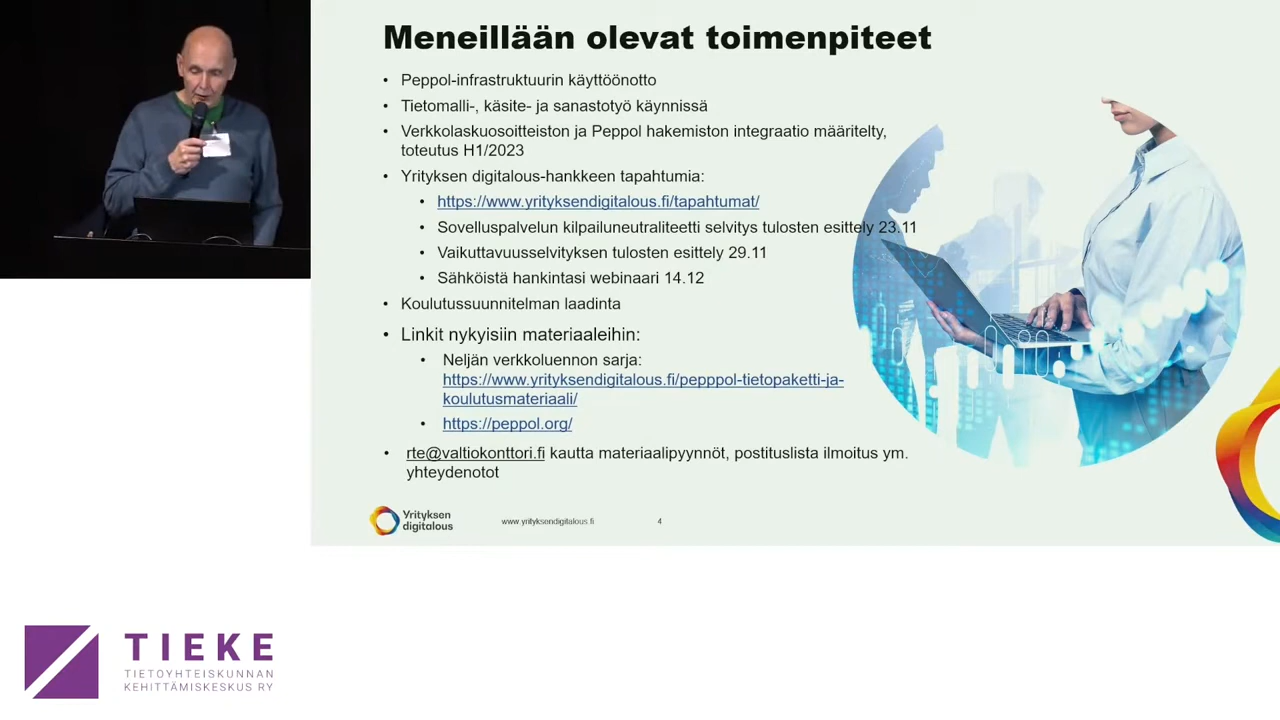 Meneillään olevat toimenpiteet
• Peppol-infrastruktuurin käyttöönotto
• Tietomalli-, käsite- ja sanastotyö käynnissä
• Verkkolaskuosoitteiston ja Peppol hakemiston integraatio määritelty,
toteutus H1/2023
• Yrityksen digitalous-hankkeen tapahtumia:
• https://www.yrityksendigitalous.fi/tapahtumat/
• Sovelluspalvelun kilpailuneutraliteetti selvitys tulosten esittely 23.11
• Vaikuttavuusselvityksen tulosten esittely 29.11
• Sähköistä hankintasi webinaari 14.12
• Koulutussuunnitelman laadinta
• Linkit nykyisiin materiaaleihin:
• Neljän verkkoluennon sarja:
https://www.yrityksendigitalous.fi/pepppol-tietopaketti-ja-
koulutusmateriaali/
• https://peppol.org/
• rte@valtiokonttori.fi kautta materiaalipyynnöt, postituslista ilmoitus ym.
yhteydenotot
Yrityksen
digitalous
www.yrityksendigitalous.fi
4
TIEKE
TIETOYHTEISKUNNAN
KEHITTÄMISKESKUS RY